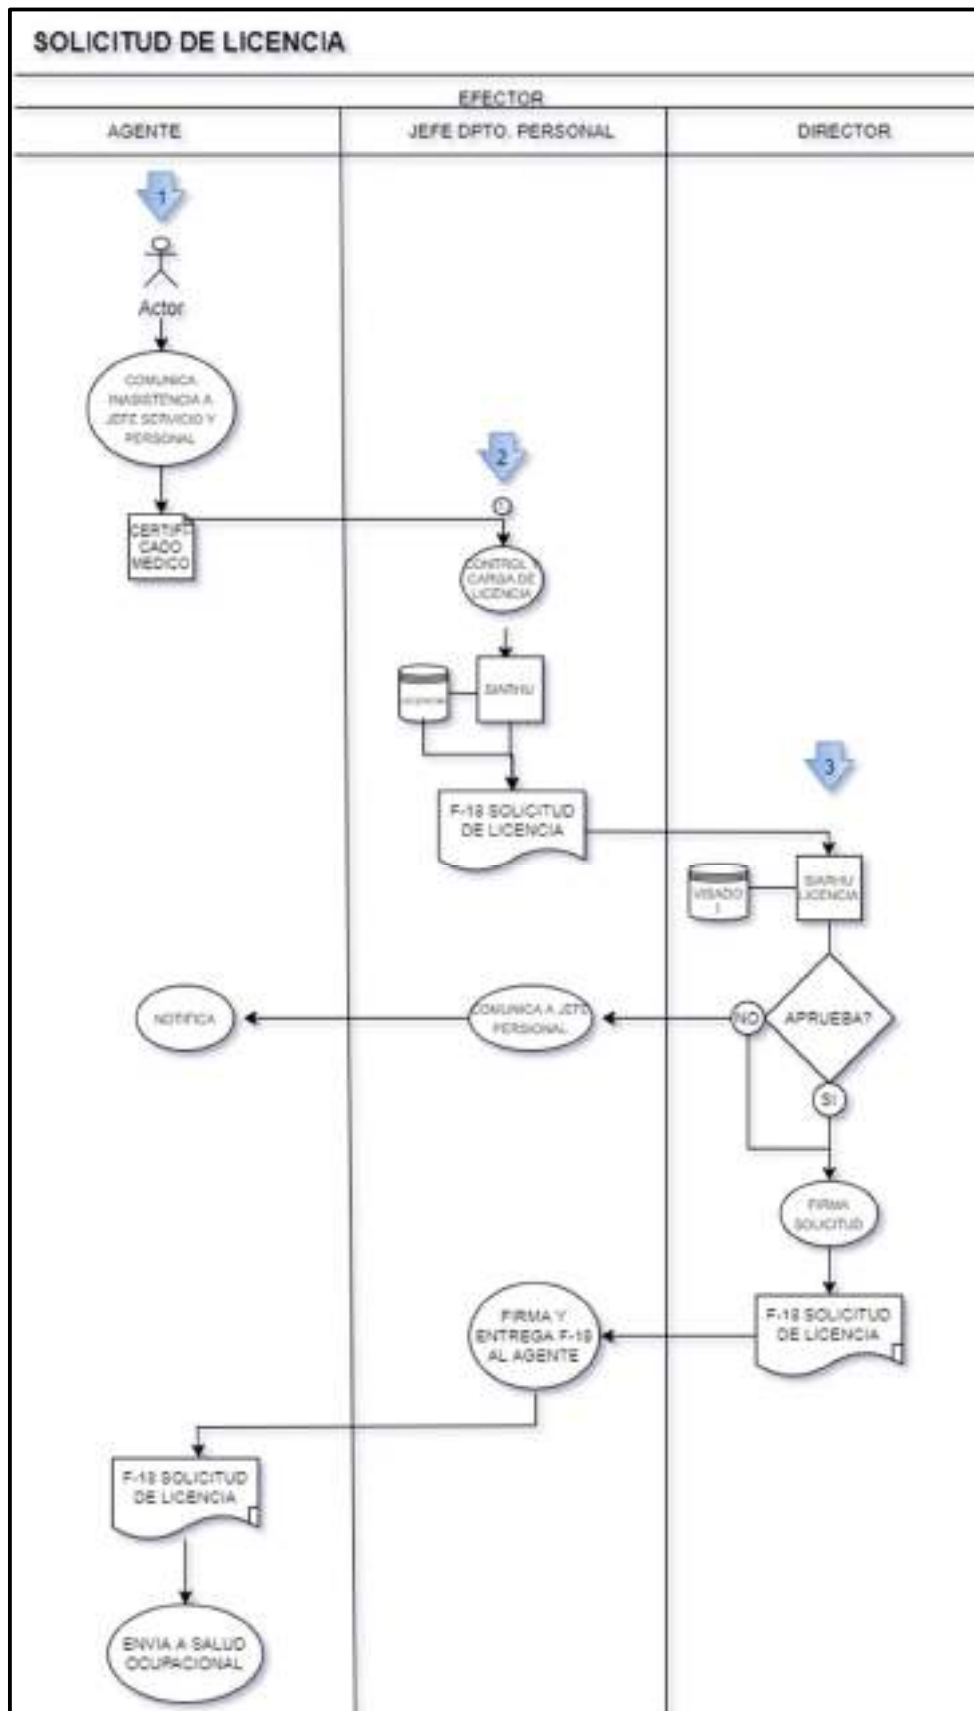 SOLICITUD DE LICENCIA
EFECTOR
AGENTE
JEFE DPTO. PERSONAL
DIRECTOR
1
Actor
COMUNICA
INASISTENCIA A
JEFE SERVICIO Y
PERSONAL
2
CERTIFI-
CADO
MEDICO
1
CONTROL Y
CARGA DE
LICENCIA
SIARHU
3
F-18 SOLICITUD
DE LICENCIA
VISADO
SIARHU
LICENCIA
NOTIFICA
COMUNICA A JEFE
PERSONAL
NO
APRUEBA?
SI
FIRMA
SOLICITUD
FIRMA Y
ENTREGA F-18
AL AGENTE
F-18 SOLICITUD
DE LICENCIA
F-18 SOLICITUD
DE LICENCIA
ENVIA A SALUD
OCUPACIONAL